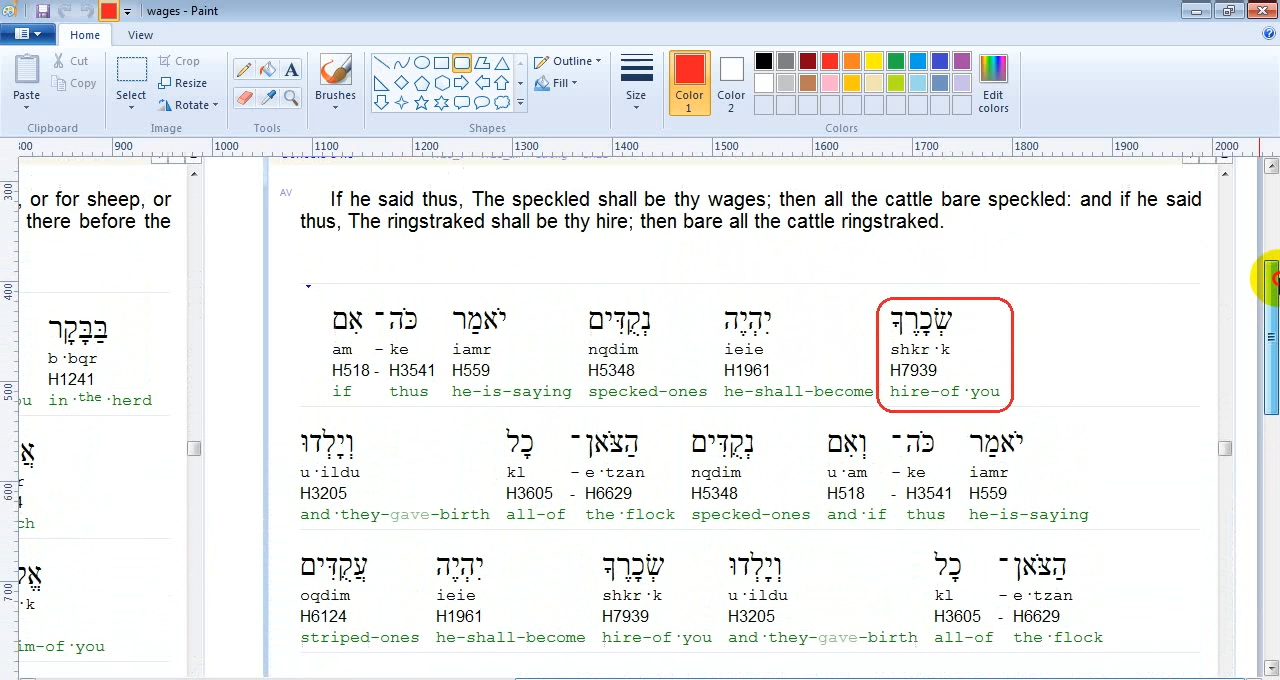 wages - Paint
Home View
Paste
Cut
Copy
Clipboard
Select
Crop
Resize
Rotate
Image
Tools
Brushes
Shapes
Outline
Fill
Size
Color 1
Color 2
Edit colors
Colors
900 1000 1100 1200 1300 1400 1500 1600 1700 1800 1900 2000
300
400
500
600
700
, or for sheep, or
there before the
בַּבָּקָר
b·bqr
H1241
in·the·herd
im-of·you
AV
If he said thus, The speckled shall be thy wages; then all the cattle bare speckled: and if he said
thus, The ringstraked shall be thy hire; then bare all the cattle ringstraked.
אִם ־ כֹּה יֹאמַר נְקֻדִּים יִהְיֶה שְׂכָרֶךָ
am - ke iamr nqdim ieie shkr·k
H518 - H3541 H559 H5348 H1961 H7939
if thus he-is-saying specked-ones he-shall-become hire-of·you
וְיָלְדוּ כָל ־ הַצֹּאן נְקֻדִּים וְאִם ־ כֹּה יֹאמַר
u·ildu kl - e·tzan nqdim u·am - ke iamr
H3205 H3605 - H6629 H5348 H518 - H3541 H559
and·they-gave-birth all-of the·flock specked-ones and·if thus he-is-saying
עֲקֻדִּים יִהְיֶה שְׂכָרֶךָ וְיָלְדוּ כָל ־ הַצֹּאן
oqdim ieie shkr·k u·ildu kl - e·tzan
H6124 H1961 H7939 H3205 H3605 - H6629
striped-ones he-shall-become hire-of·you and·they-gave-birth all-of the·flock